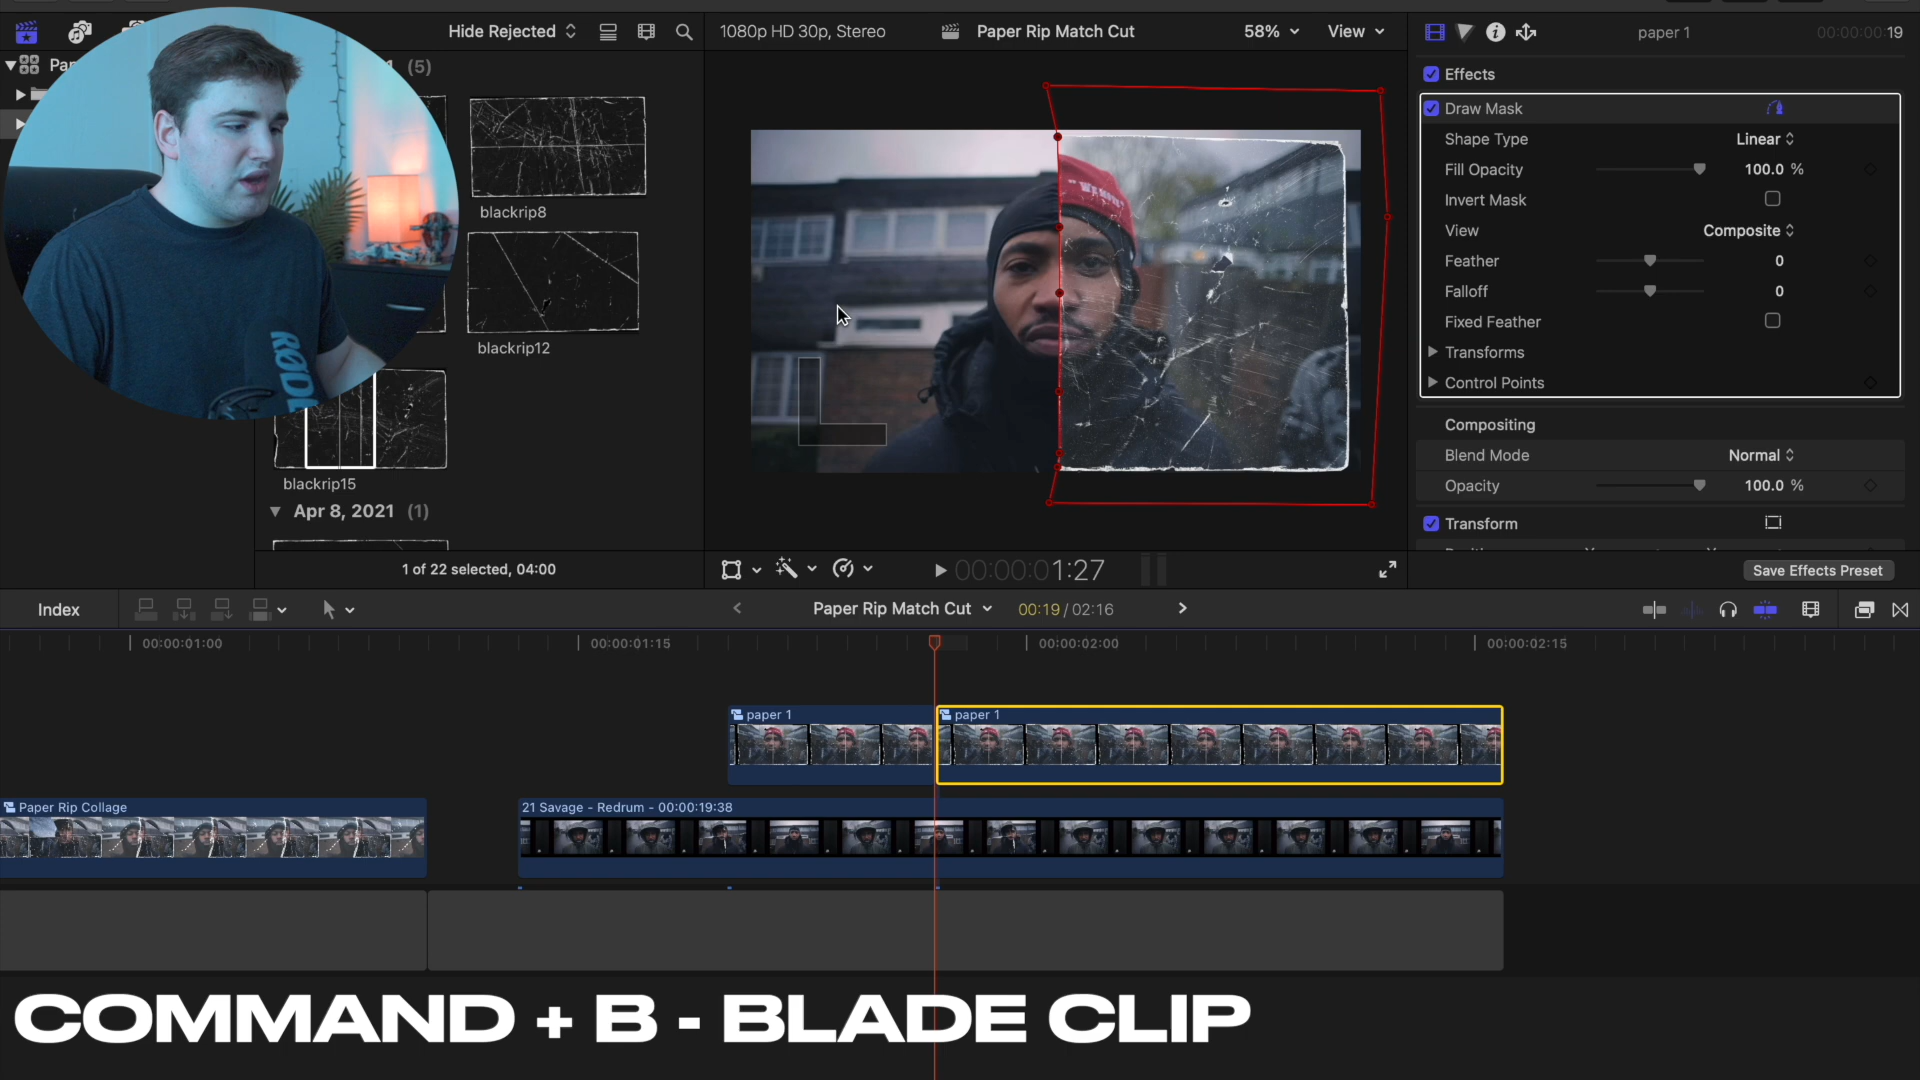 Hide Rejected
1080p HD 30p, Stereo
Paper Rip Match Cut
58%
View
paper 1
00:00:00:19
(5)
blackrip8
blackrip12
blackrip15
Apr 8, 2021 (1)
1 of 22 selected, 04:00
RØDE
Effects
Draw Mask
Shape Type
Linear
Fill Opacity
100.0 %
Invert Mask
View
Composite
Feather
0
Falloff
0
Fixed Feather
Transforms
Control Points
Compositing
Blend Mode
Normal
Opacity
100.0 %
Transform
Save Effects Preset
00:00:01:27
Index
Paper Rip Match Cut
00:19 / 02:16
00:00:01:00
00:00:01:15
00:00:02:00
00:00:02:15
paper 1
paper 1
Paper Rip Collage
21 Savage - Redrum - 00:00:19:38
COMMAND + B - BLADE CLIP